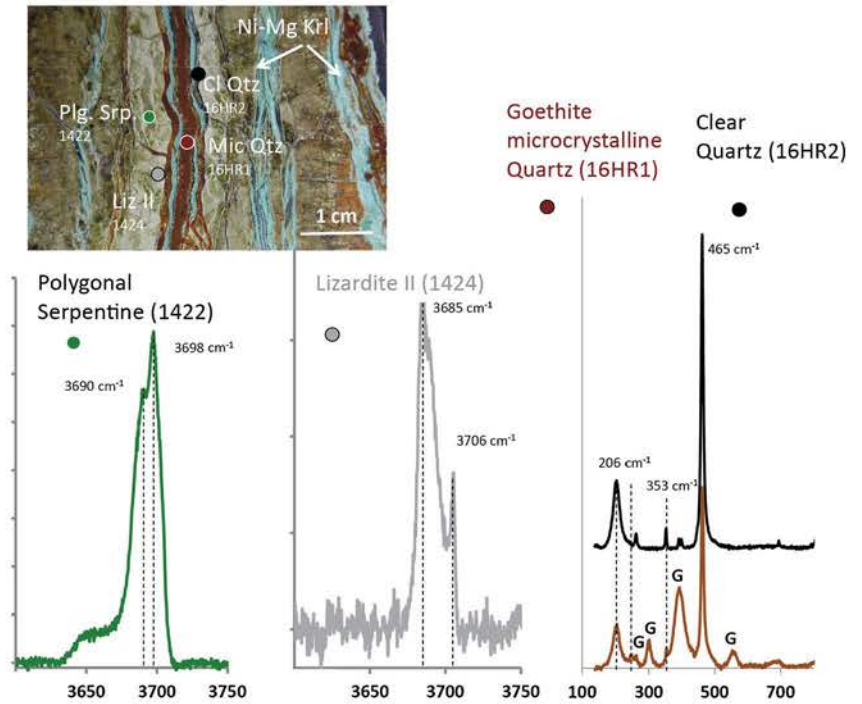 Ni-Mg Krl
Cl Qtz
16HR2
Plg. Srp.
1422
Mic Qtz
16HR1
Liz II
1424
1 cm
Goethite
microcrystalline
Quartz (16HR1)
Clear
Quartz (16HR2)
Polygonal
Serpentine (1422)
3690 cm-1
3698 cm-1
3650
3700
3750
Lizardite II (1424)
3685 cm-1
3706 cm-1
3650
3700
3750
465 cm-1
206 cm-1
353 cm-1
G
G
G
G
100
300
500
700